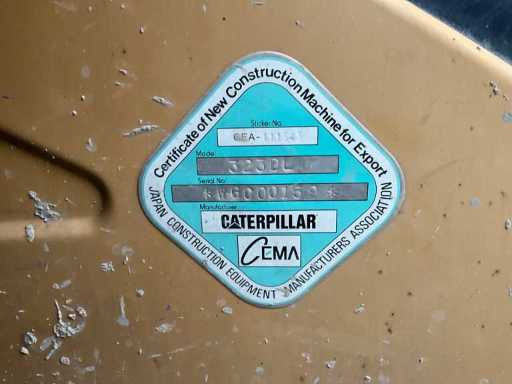 Certificate of New Construction Machine for Export
Sticker No.
CEA-
Model
323DL
Serial No.
Manufacturer
CATERPILLAR
CEMA
JAPAN CONSTRUCTION EQUIPMENT MANUFACTURERS ASSOCIATION